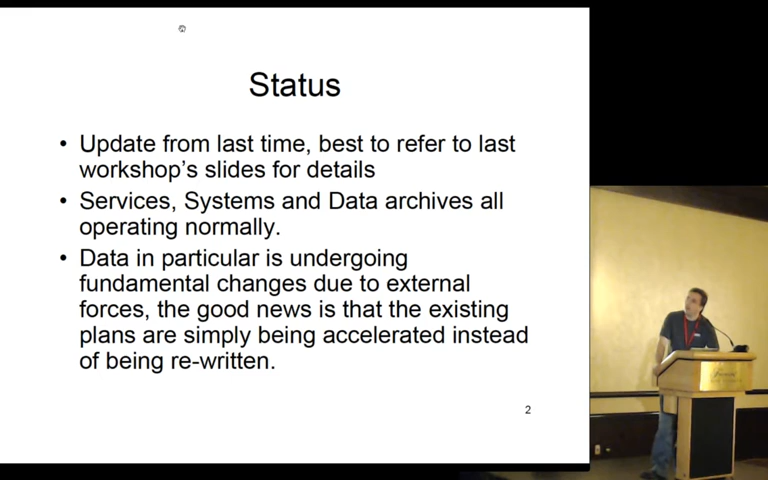 Status
• Update from last time, best to refer to last
workshop's slides for details
• Services, Systems and Data archives all
operating normally.
• Data in particular is undergoing
fundamental changes due to external
forces, the good news is that the existing
plans are simply being accelerated instead
of being re-written.
2